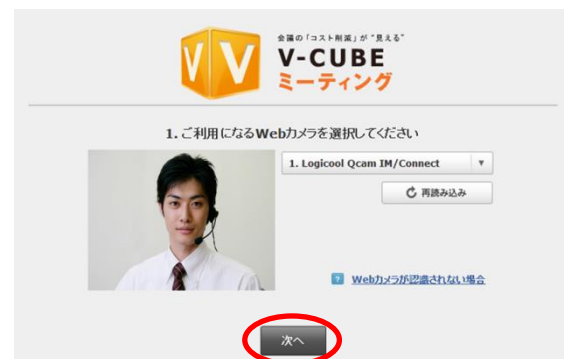 会議の「コスト削減」が"見える"
V-CUBE
ミーティング
1. ご利用になるWebカメラを選択してください
1. Logicool Qcam IM/Connect
再読み込み
? Webカメラが認識されない場合
次へ